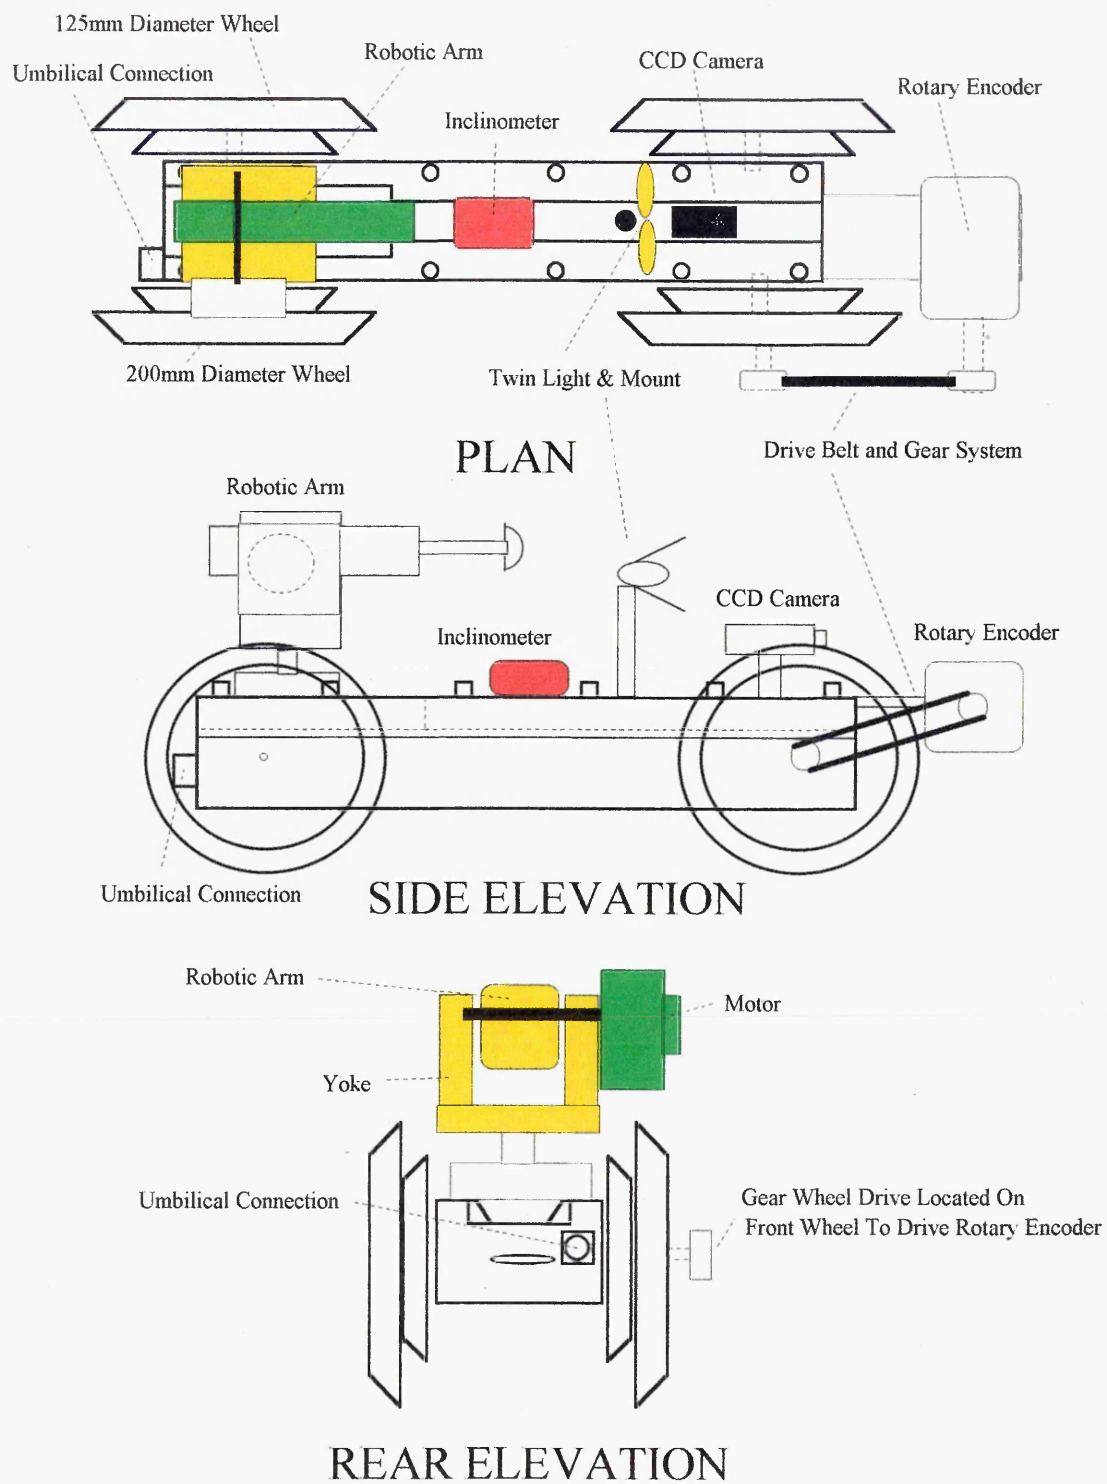 125mm Diameter Wheel
Robotic Arm
CCD Camera
Umbilical Connection
Rotary Encoder
Inclinometer
200mm Diameter Wheel
Twin Light & Mount
PLAN
Drive Belt and Gear System
Robotic Arm
CCD Camera
Inclinometer
Rotary Encoder
Umbilical Connection
SIDE ELEVATION
Robotic Arm
Motor
Yoke
Umbilical Connection
Gear Wheel Drive Located On
Front Wheel To Drive Rotary Encoder
REAR ELEVATION